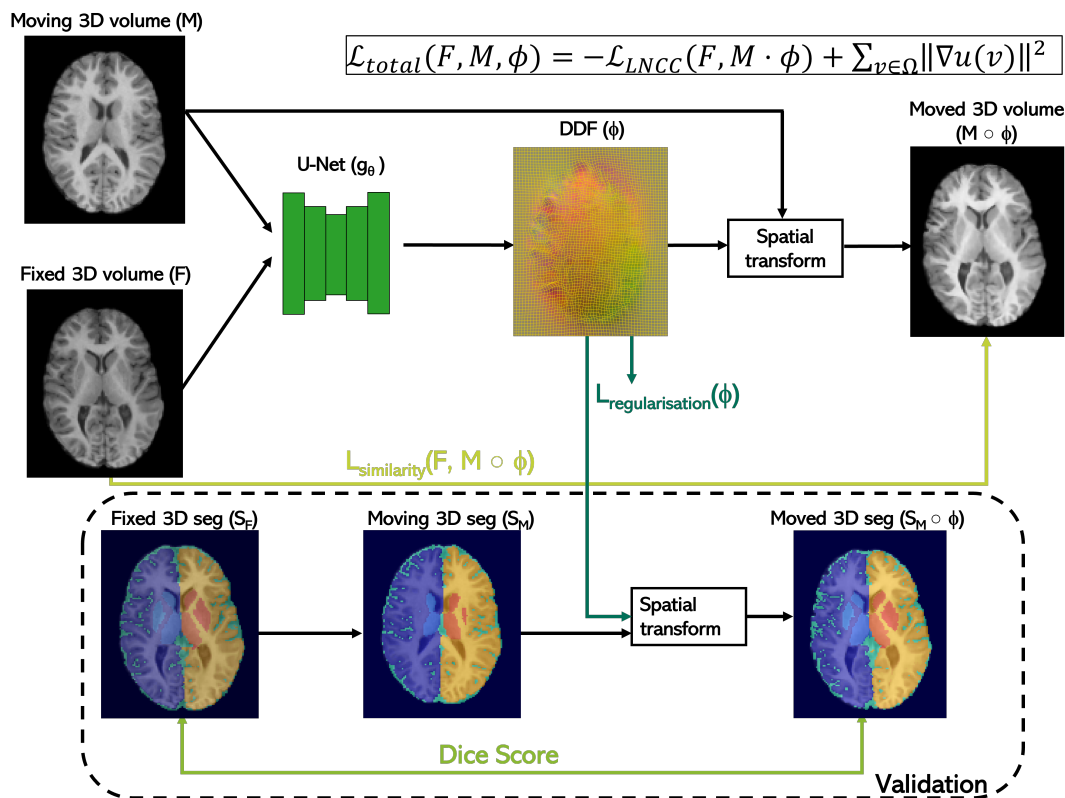 Moving 3D volume (M)
ℒ_total(F, M, ϕ) = −ℒ_LNCC(F, M · ϕ) + ∑_{v∈Ω}‖∇u(v)‖²
Moved 3D volume
(M ○ ϕ)
DDF (ϕ)
U-Net (g_θ )
Spatial
transform
Fixed 3D volume (F)
L_regularisation(ϕ)
L_similarity(F, M ○ ϕ)
Fixed 3D seg (S_F)
Moving 3D seg (S_M)
Moved 3D seg (S_M ○ ϕ)
Spatial
transform
Dice Score
Validation